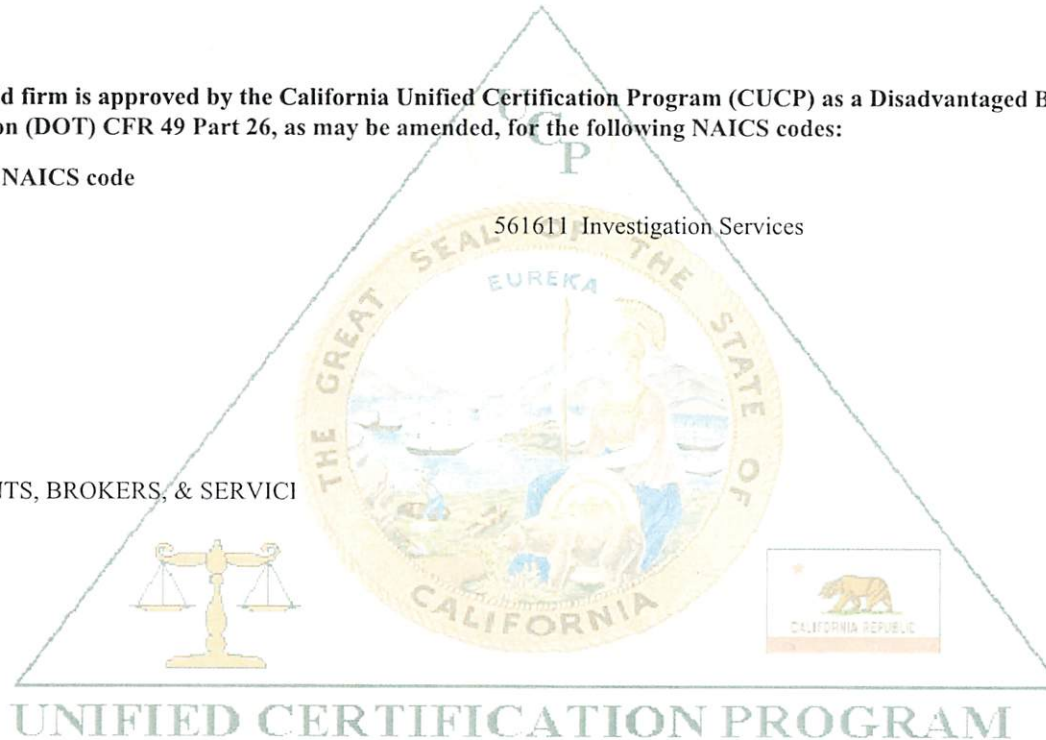 d firm is approved by the California Unified Certification Program (CUCP) as a Disadvantaged B
on (DOT) CFR 49 Part 26, as may be amended, for the following NAICS codes:
NAICS code
UCP
561611 Investigation Services
THE GREAT SEAL OF THE STATE OF CALIFORNIA
EUREKA
NTS, BROKERS, & SERVICI
CALIFORNIA REPUBLIC
UNIFIED CERTIFICATION PROGRAM